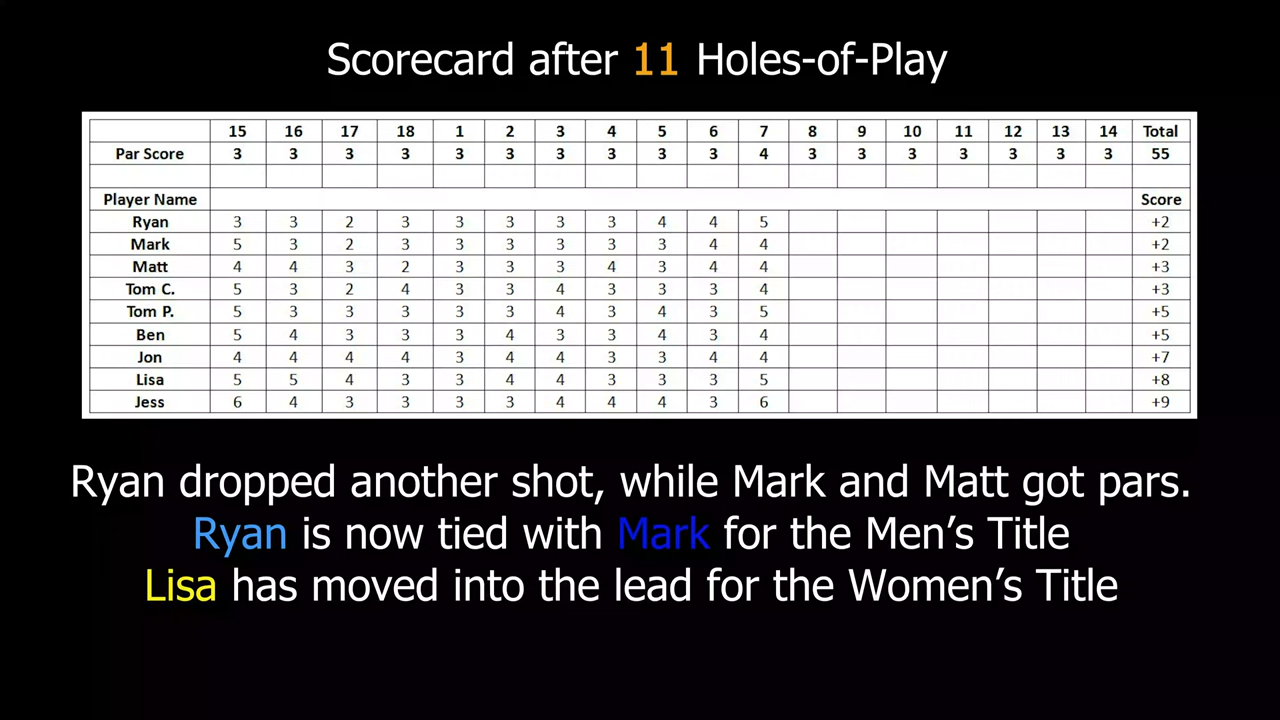 Scorecard after 11 Holes-of-Play
15 16 17 18 1 2 3 4 5 6 7 8 9 10 11 12 13 14 Total
Par Score 3 3 3 3 3 3 3 3 3 3 4 3 3 3 3 3 3 3 55
Player Name Score
Ryan 3 3 2 3 3 3 3 3 4 4 5 +2
Mark 5 3 2 3 3 3 3 3 3 4 4 +2
Matt 4 4 3 2 3 3 3 4 3 4 4 +3
Tom C. 5 3 2 4 3 3 4 3 3 3 4 +3
Tom P. 5 3 3 3 3 3 4 3 4 3 5 +5
Ben 5 4 3 3 3 4 3 3 4 3 4 +5
Jon 4 4 4 4 3 4 4 3 3 4 4 +7
Lisa 5 5 4 3 3 4 4 3 3 3 5 +8
Jess 6 4 3 3 3 3 4 4 4 3 6 +9
Ryan dropped another shot, while Mark and Matt got pars.
Ryan is now tied with Mark for the Men’s Title
Lisa has moved into the lead for the Women’s Title